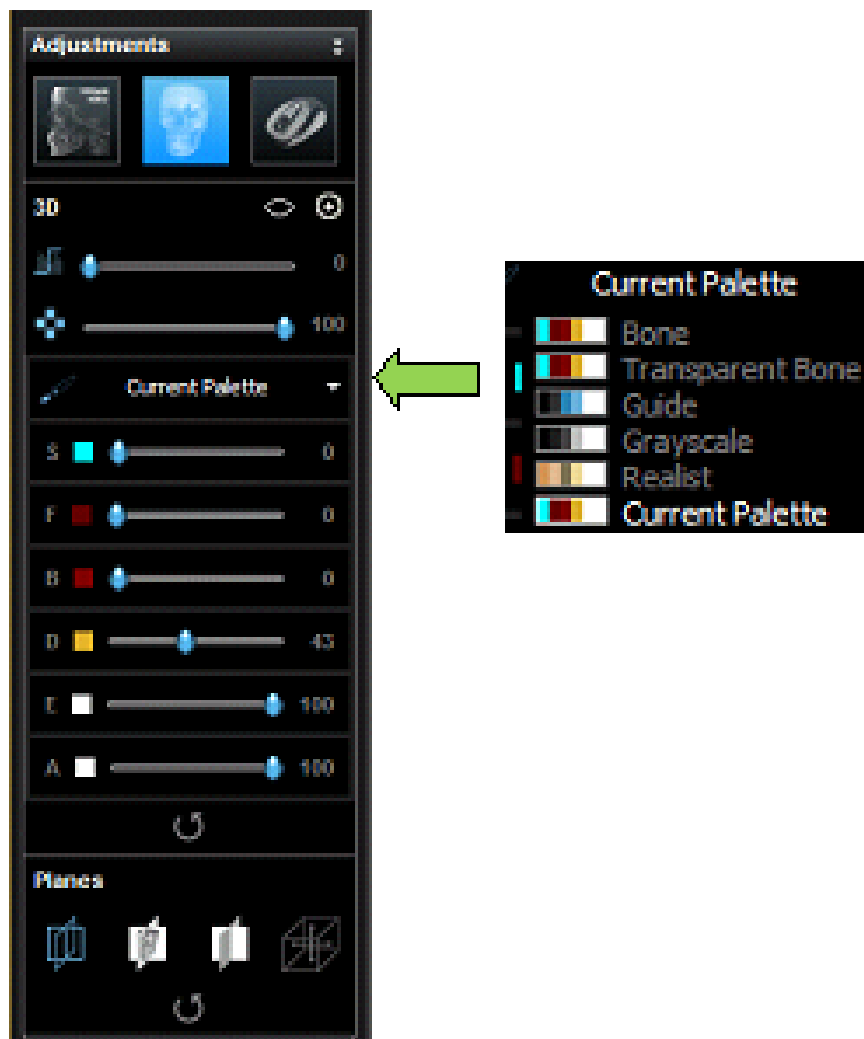 Adjustments
3D
0
100
Current Palette
S 0
F 0
B 0
D 43
E 100
A 100
Planes
Current Palette
Bone
Transparent Bone
Guide
Grayscale
Realist
Current Palette